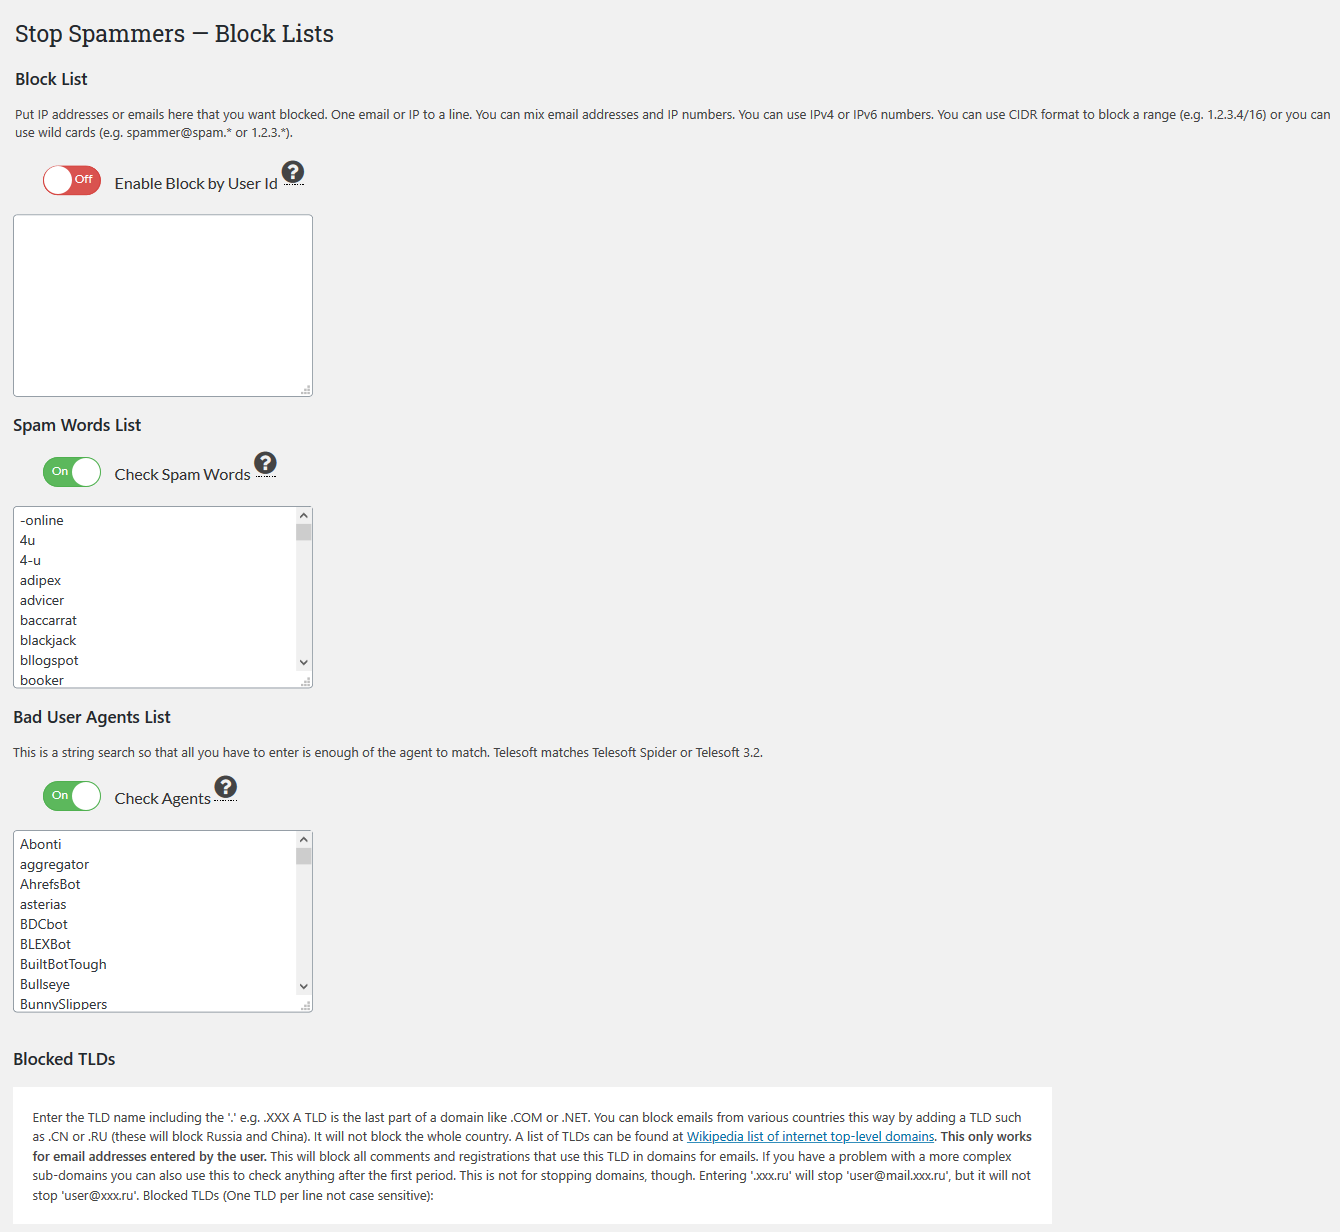 Stop Spammers — Block Lists
Block List
Put IP addresses or emails here that you want blocked. One email or IP to a line. You can mix email addresses and IP numbers. You can use IPv4 or IPv6 numbers. You can use CIDR format to block a range (e.g. 1.2.3.4/16) or you can
use wild cards (e.g. spammer@spam.* or 1.2.3.*).
Off Enable Block by User Id ?
Spam Words List
On Check Spam Words ?
-online
4u
4-u
adipex
advicer
baccarrat
blackjack
bllogspot
booker
Bad User Agents List
This is a string search so that all you have to enter is enough of the agent to match. Telesoft matches Telesoft Spider or Telesoft 3.2.
On Check Agents ?
Abonti
aggregator
AhrefsBot
asterias
BDCbot
BLEXBot
BuiltBotTough
Bullseye
BunnySlippers
Blocked TLDs
Enter the TLD name including the '.' e.g. .XXX A TLD is the last part of a domain like .COM or .NET. You can block emails from various countries this way by adding a TLD such
as .CN or .RU (these will block Russia and China). It will not block the whole country. A list of TLDs can be found at Wikipedia list of internet top-level domains. This only works
for email addresses entered by the user. This will block all comments and registrations that use this TLD in domains for emails. If you have a problem with a more complex
sub-domains you can also use this to check anything after the first period. This is not for stopping domains, though. Entering '.xxx.ru' will stop 'user@mail.xxx.ru', but it will not
stop 'user@xxx.ru'. Blocked TLDs (One TLD per line not case sensitive):